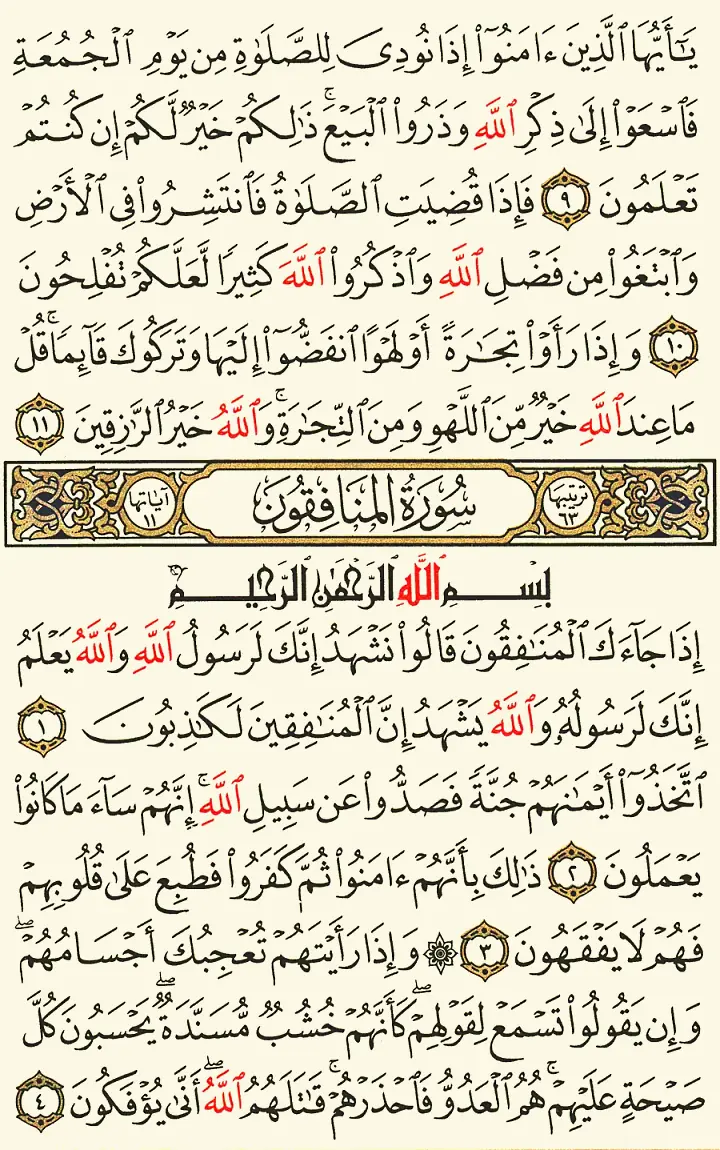 يَٰٓأَيُّهَا ٱلَّذِينَ ءَامَنُوٓا۟ إِذَا نُودِىَ لِلصَّلَوٰةِ مِن يَوْمِ ٱلْجُمُعَةِ
فَٱسْعَوْا۟ إِلَىٰ ذِكْرِ ٱللَّهِ وَذَرُوا۟ ٱلْبَيْعَ ۚ ذَٰلِكُمْ خَيْرٌ لَّكُمْ إِن كُنتُمْ
تَعْلَمُونَ ٩ فَإِذَا قُضِيَتِ ٱلصَّلَوٰةُ فَٱنتَشِرُوا۟ فِى ٱلْأَرْضِ
وَٱبْتَغُوا۟ مِن فَضْلِ ٱللَّهِ وَٱذْكُرُوا۟ ٱللَّهَ كَثِيرًا لَّعَلَّكُمْ تُفْلِحُونَ
١٠ وَإِذَا رَأَوْا۟ تِجَٰرَةً أَوْ لَهْوًا ٱنفَضُّوٓا۟ إِلَيْهَا وَتَرَكُوكَ قَآئِمًا ۚ قُلْ
مَا عِندَ ٱللَّهِ خَيْرٌ مِّنَ ٱللَّهْوِ وَمِنَ ٱلتِّجَٰرَةِ ۚ وَٱللَّهُ خَيْرُ ٱلرَّٰزِقِينَ ١١
ترتيبها ٦٣ سُورَةُ المُنَافِقُونَ آياتها ١١
بِسْمِ ٱللَّهِ ٱلرَّحْمَٰنِ ٱلرَّحِيمِ
إِذَا جَآءَكَ ٱلْمُنَٰفِقُونَ قَالُوا۟ نَشْهَدُ إِنَّكَ لَرَسُولُ ٱللَّهِ وَٱللَّهُ يَعْلَمُ
إِنَّكَ لَرَسُولُهُۥ وَٱللَّهُ يَشْهَدُ إِنَّ ٱلْمُنَٰفِقِينَ لَكَٰذِبُونَ ١
ٱتَّخَذُوٓا۟ أَيْمَٰنَهُمْ جُنَّةً فَصَدُّوا۟ عَن سَبِيلِ ٱللَّهِ ۚ إِنَّهُمْ سَآءَ مَا كَانُوا۟
يَعْمَلُونَ ٢ ذَٰلِكَ بِأَنَّهُمْ ءَامَنُوا۟ ثُمَّ كَفَرُوا۟ فَطُبِعَ عَلَىٰ قُلُوبِهِمْ
فَهُمْ لَا يَفْقَهُونَ ٣ ۞ وَإِذَا رَأَيْتَهُمْ تُعْجِبُكَ أَجْسَامُهُمْ ۖ
وَإِن يَقُولُوا۟ تَسْمَعْ لِقَوْلِهِمْ ۖ كَأَنَّهُمْ خُشُبٌ مُّسَنَّدَةٌ ۖ يَحْسَبُونَ كُلَّ
صَيْحَةٍ عَلَيْهِمْ ۚ هُمُ ٱلْعَدُوُّ فَٱحْذَرْهُمْ ۚ قَٰتَلَهُمُ ٱللَّهُ ۖ أَنَّىٰ يُؤْفَكُونَ ٤